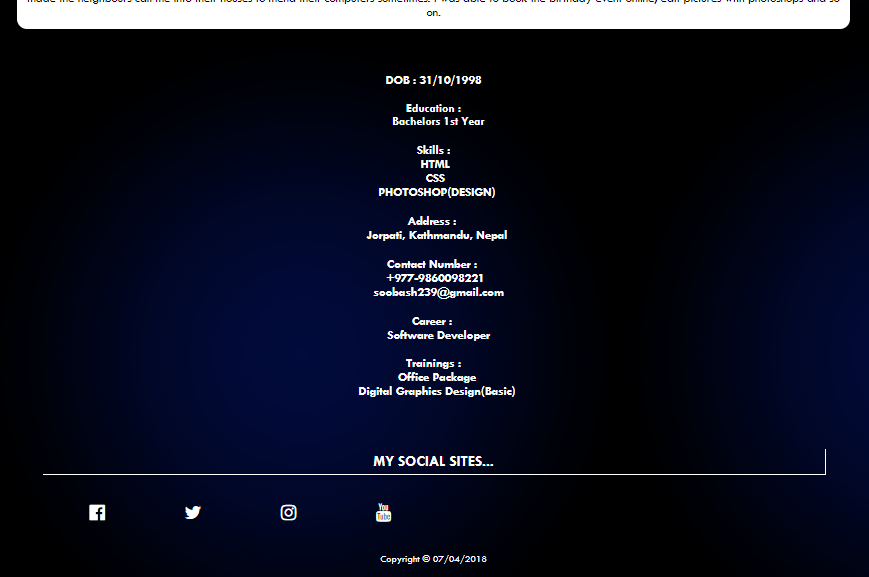 made the neighbours call me into their houses to mend their computers sometimes. I was able to book the birthday event online, edit pictures with photoshops and so
on.
DOB : 31/10/1998
Education :
Bachelors 1st Year
Skills :
HTML
CSS
PHOTOSHOP(DESIGN)
Address :
Jorpati, Kathmandu, Nepal
Contact Number :
+977-9860098221
soobash239@gmail.com
Career :
Software Developer
Trainings :
Office Package
Digital Graphics Design(Basic)
MY SOCIAL SITES...
You
Tube
Copyright © 07/04/2018